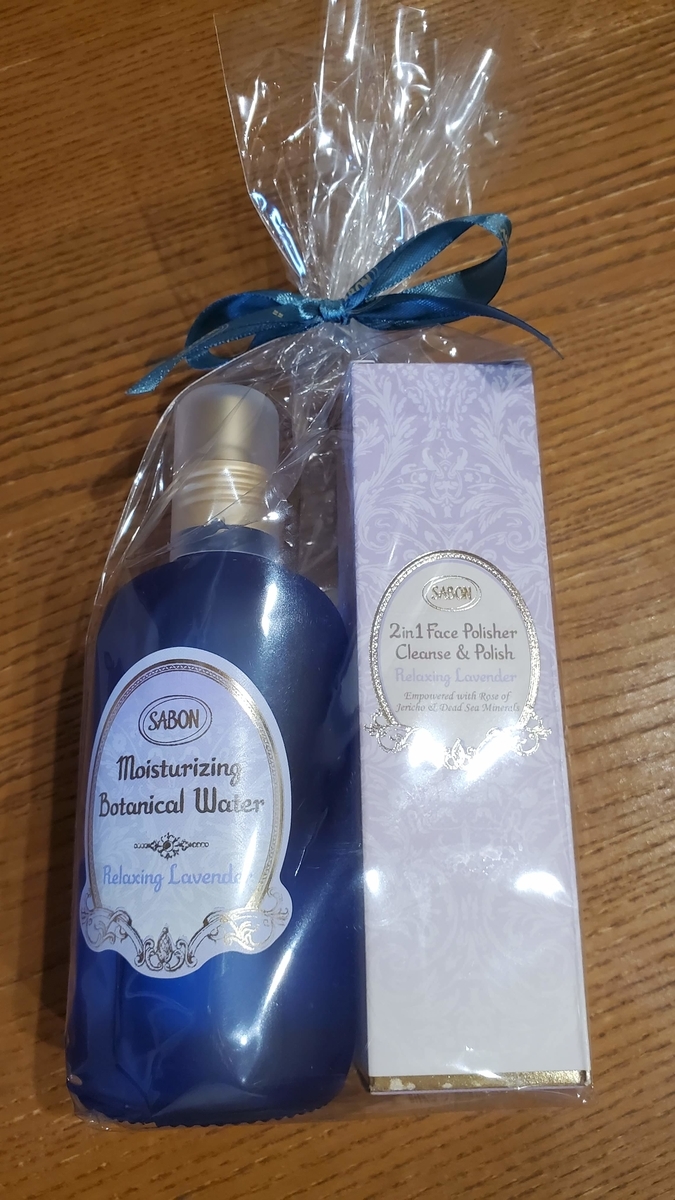 SABON
Moisturizing
Botanical Water
Relaxing Lavender
SABON
2in1 Face Polisher
Cleanse & Polish
Relaxing Lavender
Empowered with Rose of
Jericho & Dead Sea Minerals